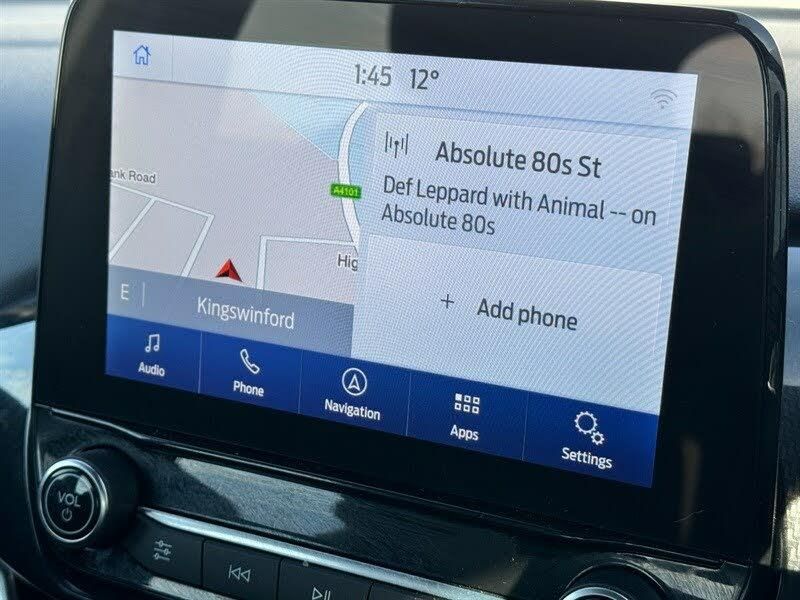 1:45 12°
Absolute 80s St
Def Leppard with Animal -- on
Absolute 80s
ank Road
A4101
Hig
E
Kingswinford
+ Add phone
Audio
Phone
Navigation
Apps
Settings
VOL